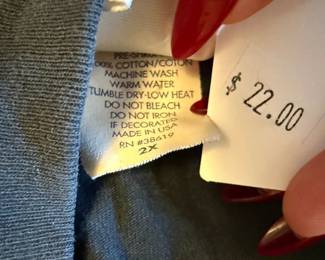 PRE-SHRUNK
100% COTTON/COTON
MACHINE WASH
WARM WATER
TUMBLE DRY-LOW HEAT
DO NOT BLEACH
DO NOT IRON
IF DECORATED
MADE IN USA
RN #38619
2X
$ 22.00